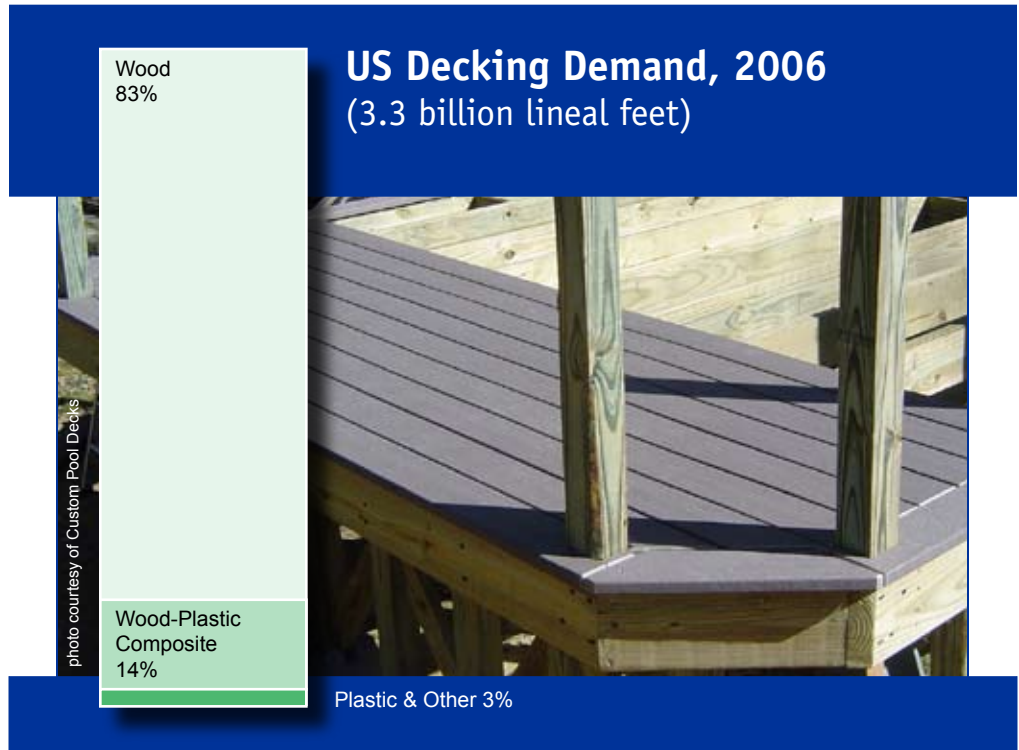 US Decking Demand, 2006
(3.3 billion lineal feet)
Wood
83%
Wood-Plastic
Composite
14%
Plastic & Other 3%
photo courtesy of Custom Pool Decks